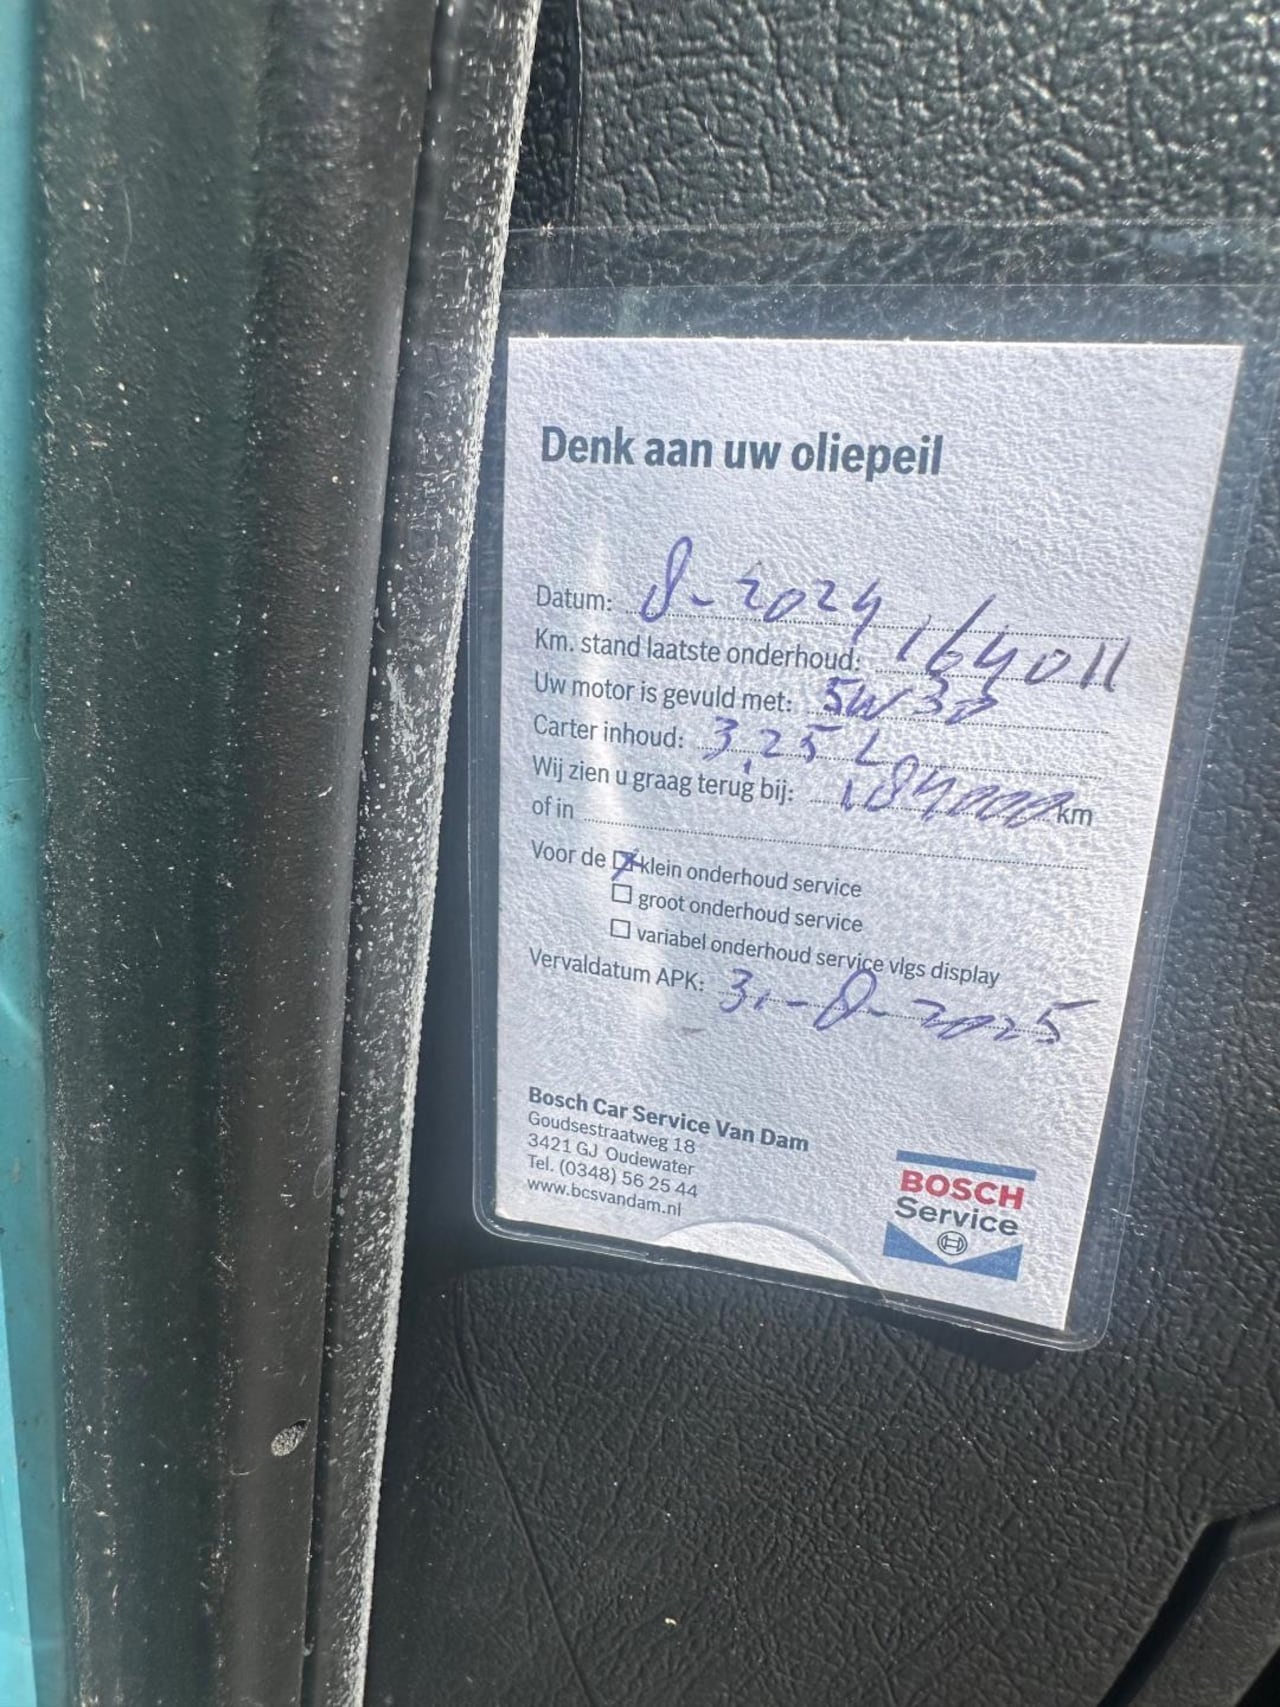 Denk aan uw oliepeil
Datum: 8-2024
Km. stand laatste onderhoud: 164011
Uw motor is gevuld met: 5W30
Carter inhoud: 3,25 L
Wij zien u graag terug bij: 184000 km
of in
Voor de klein onderhoud service
groot onderhoud service
variabel onderhoud service vlgs display
Vervaldatum APK: 31-8-2025
Bosch Car Service Van Dam
Goudsestraatweg 18
3421 GJ Oudewater
Tel. (0348) 56 25 44
www.bcsvandam.nl
BOSCH
Service